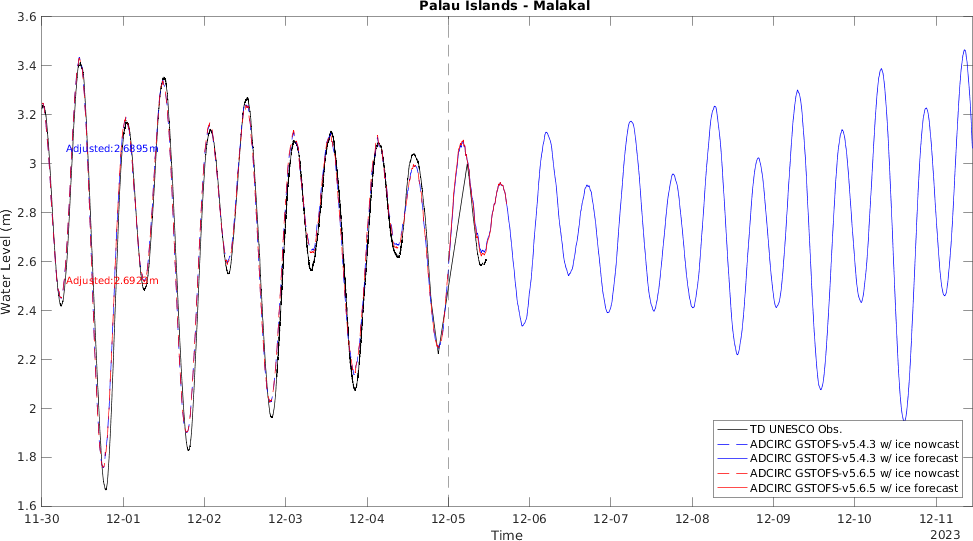 Palau Islands - Malakal
Water Level (m)
3.6
3.4
3.2
3
2.8
2.6
2.4
2.2
2
1.8
1.6
Adjusted:2.6895m
Adjusted:2.6924m
TD UNESCO Obs.
ADCIRC GSTOFS-v5.4.3 w/ ice nowcast
ADCIRC GSTOFS-v5.4.3 w/ ice forecast
ADCIRC GSTOFS-v5.6.5 w/ ice nowcast
ADCIRC GSTOFS-v5.6.5 w/ ice forecast
11-30 12-01 12-02 12-03 12-04 12-05 12-06 12-07 12-08 12-09 12-10 12-11
Time
2023